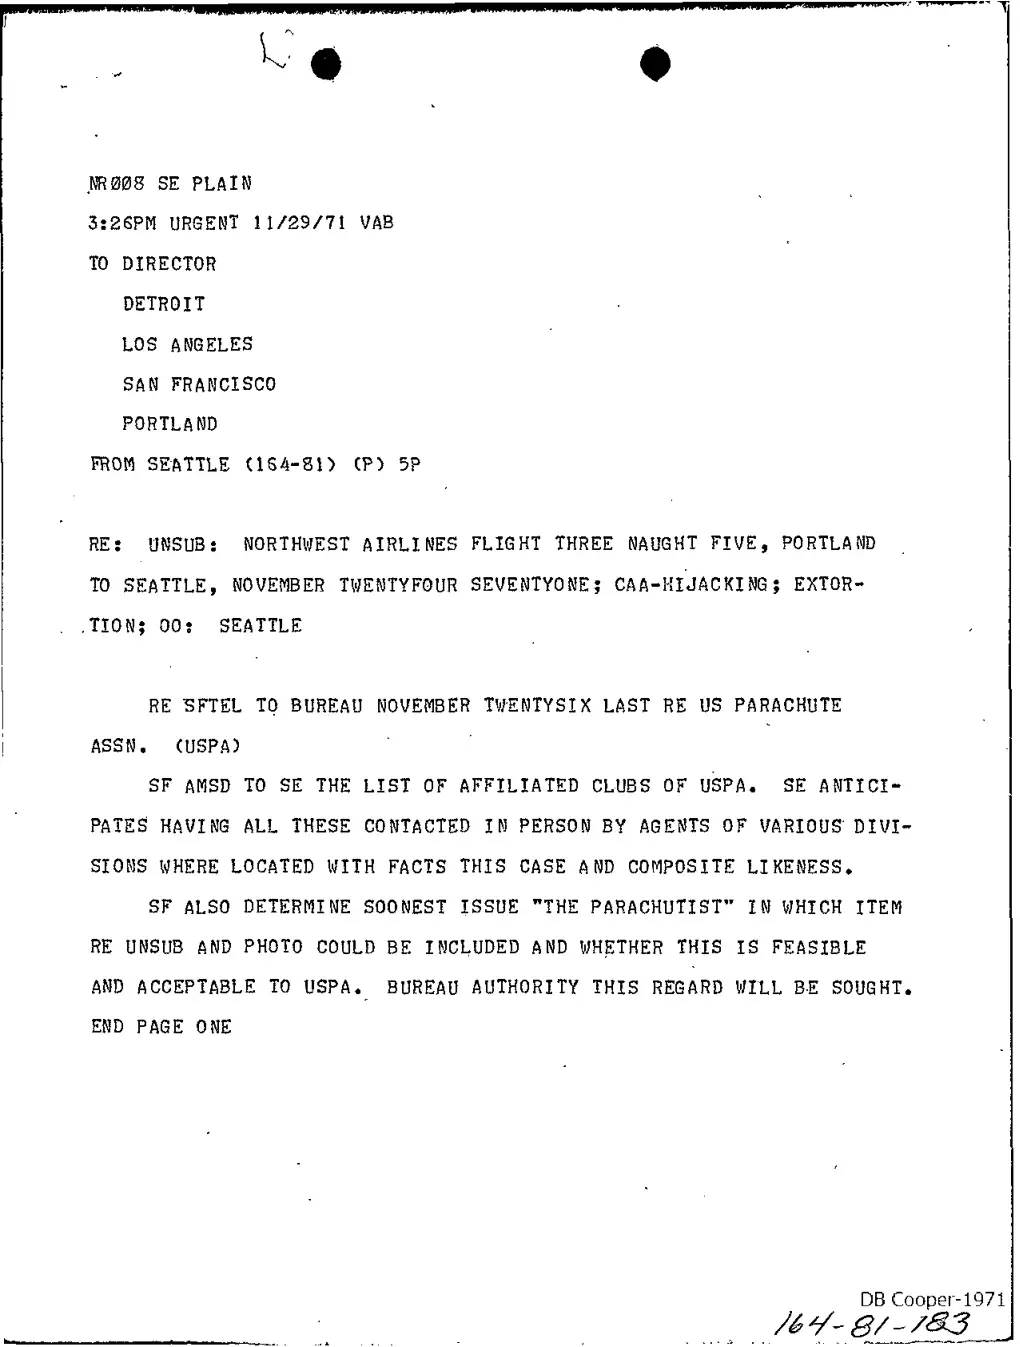 NR008 SE PLAIN
3:26PM URGENT 11/29/71 VAB
TO DIRECTOR
DETROIT
LOS ANGELES
SAN FRANCISCO
PORTLAND
FROM SEATTLE (164-81) (P) 5P
RE: UNSUB: NORTHWEST AIRLINES FLIGHT THREE NAUGHT FIVE, PORTLAND
TO SEATTLE, NOVEMBER TWENTYFOUR SEVENTYONE; CAA-HIJACKING; EXTOR-
TION; OO: SEATTLE
RE SFTEL TO BUREAU NOVEMBER TWENTYSIX LAST RE US PARACHUTE
ASSN. (USPA)
SF AMSD TO SE THE LIST OF AFFILIATED CLUBS OF USPA. SE ANTICI-
PATES HAVING ALL THESE CONTACTED IN PERSON BY AGENTS OF VARIOUS DIVI-
SIONS WHERE LOCATED WITH FACTS THIS CASE AND COMPOSITE LIKENESS.
SF ALSO DETERMINE SOONEST ISSUE "THE PARACHUTIST" IN WHICH ITEM
RE UNSUB AND PHOTO COULD BE INCLUDED AND WHETHER THIS IS FEASIBLE
AND ACCEPTABLE TO USPA. BUREAU AUTHORITY THIS REGARD WILL BE SOUGHT.
END PAGE ONE
DB Cooper-1971
164-81-183